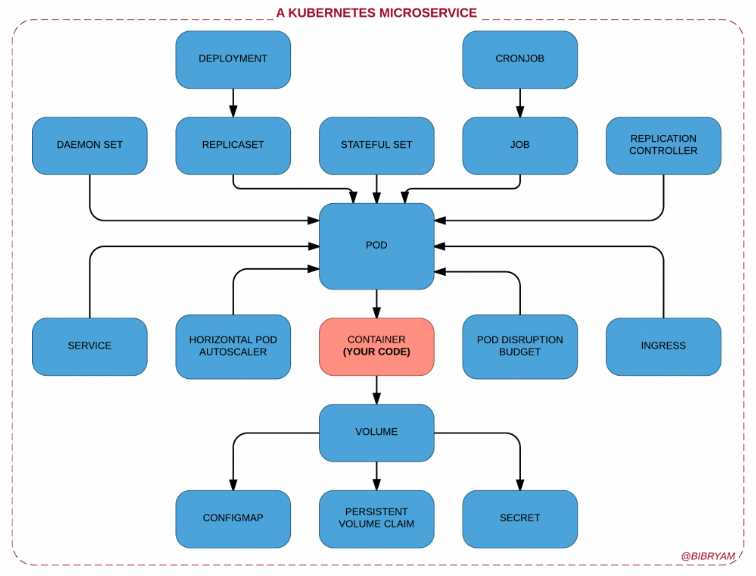 A KUBERNETES MICROSERVICE
DEPLOYMENT
CRONJOB
DAEMON SET
REPLICASET
STATEFUL SET
JOB
REPLICATION
CONTROLLER
POD
SERVICE
HORIZONTAL POD
AUTOSCALER
CONTAINER
(YOUR CODE)
POD DISRUPTION
BUDGET
INGRESS
VOLUME
CONFIGMAP
PERSISTENT
VOLUME CLAIM
SECRET
@BIBRYAM